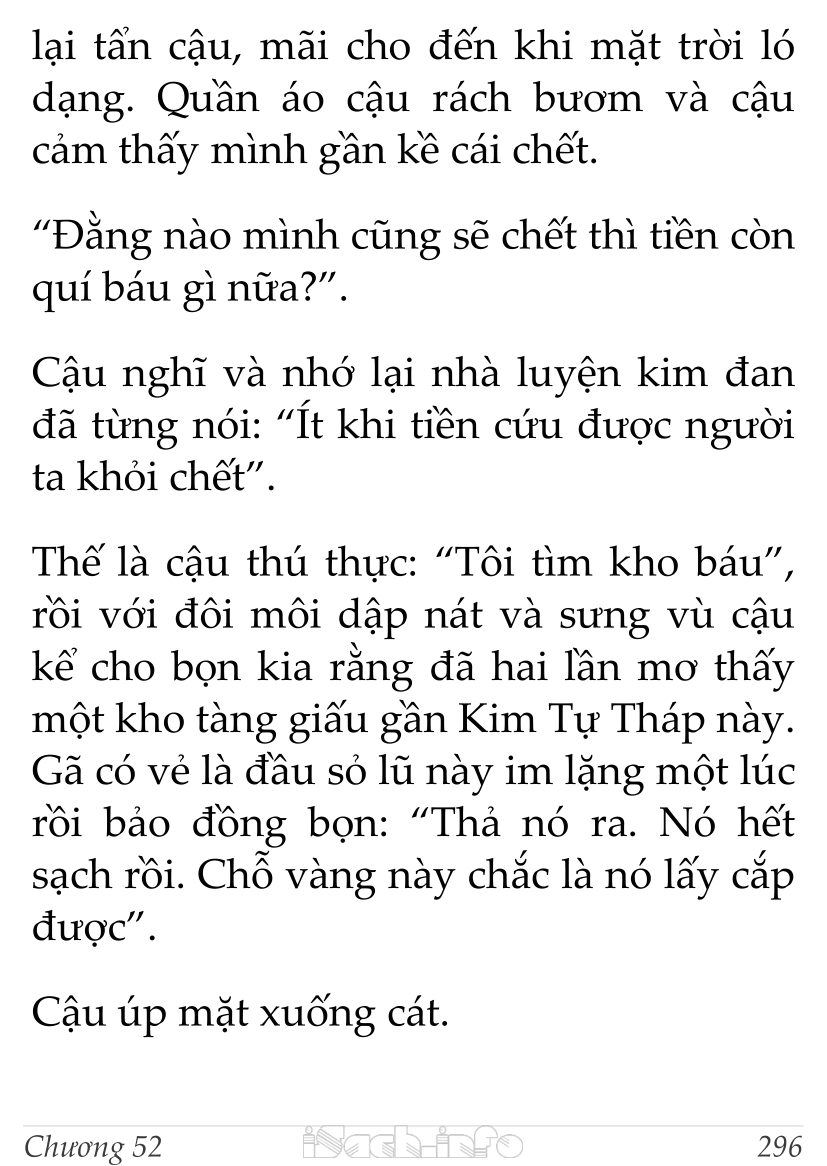 lại tẩn cậu, mãi cho đến khi mặt trời ló
dạng. Quần áo cậu rách bươm và cậu
cảm thấy mình gần kề cái chết.
“Đằng nào mình cũng sẽ chết thì tiền còn
quí báu gì nữa?”.
Cậu nghĩ và nhớ lại nhà luyện kim đan
đã từng nói: “Ít khi tiền cứu được người
ta khỏi chết”.
Thế là cậu thú thực: “Tôi tìm kho báu”,
rồi với đôi môi dập nát và sưng vù cậu
kể cho bọn kia rằng đã hai lần mơ thấy
một kho tàng giấu gần Kim Tự Tháp này.
Gã có vẻ là đầu sỏ lũ này im lặng một lúc
rồi bảo đồng bọn: “Thả nó ra. Nó hết
sạch rồi. Chỗ vàng này chắc là nó lấy cắp
được”.
Cậu úp mặt xuống cát.
Chương 52 iSach.info 296